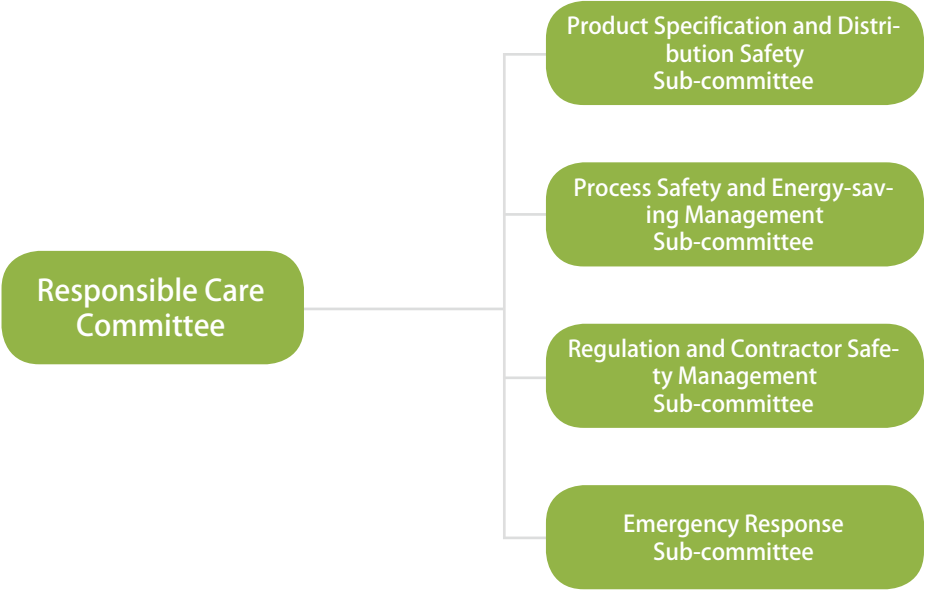 Responsible Care
Committee
Product Specification and Distri-
bution Safety
Sub-committee
Process Safety and Energy-sav-
ing Management
Sub-committee
Regulation and Contractor Safe-
ty Management
Sub-committee
Emergency Response
Sub-committee